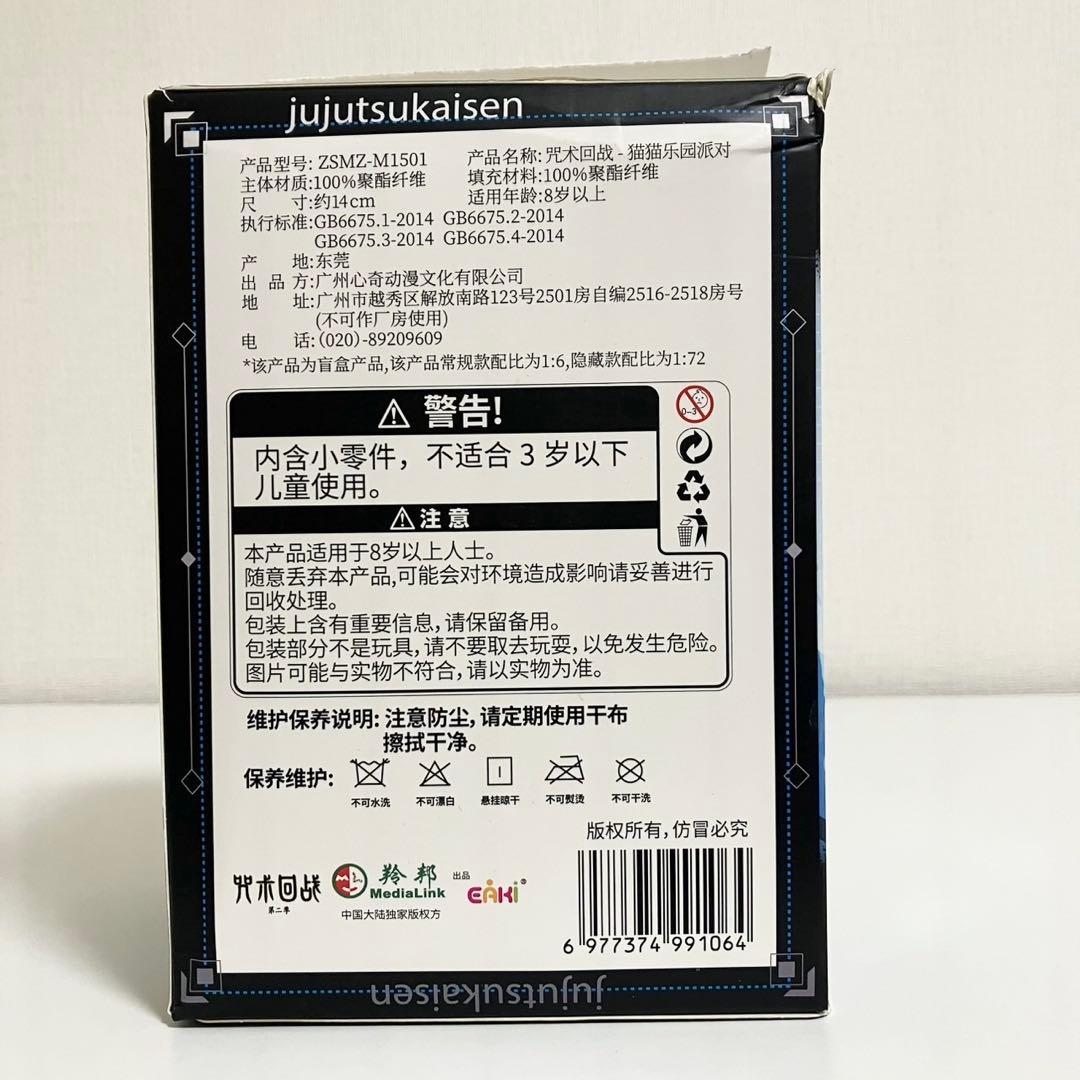 jujutsukaisen
产品型号: ZSMZ-M1501 产品名称: 咒术回战 - 猫猫乐园派对
主体材质:100%聚酯纤维 填充材料:100%聚酯纤维
尺 寸:约14cm 适用年龄:8岁以上
执行标准:GB6675.1-2014 GB6675.2-2014
GB6675.3-2014 GB6675.4-2014
产 地:东莞
出 品 方:广州心奇动漫文化有限公司
地 址:广州市越秀区解放南路123号2501房自编2516-2518房号
(不可作厂房使用)
电 话:(020)-89209609
*该产品为盲盒产品,该产品常规款配比为1:6,隐藏款配比为1:72
警告!
内含小零件，不适合 3 岁以下
儿童使用。
0-3
注 意
本产品适用于8岁以上人士。
随意丢弃本产品,可能会对环境造成影响请妥善进行
回收处理。
包装上含有重要信息,请保留备用。
包装部分不是玩具,请不要取去玩耍,以免发生危险。
图片可能与实物不符合,请以实物为准。
维护保养说明: 注意防尘,请定期使用干布
擦拭干净。
保养维护:
不可水洗 不可漂白 悬挂晾干 不可熨烫 不可干洗
版权所有,仿冒必究
咒术回战
第二季
羚邦
MediaLink
中国大陆独家版权方
出品
EAKI®
6 977374 991064
jujutsukaisen